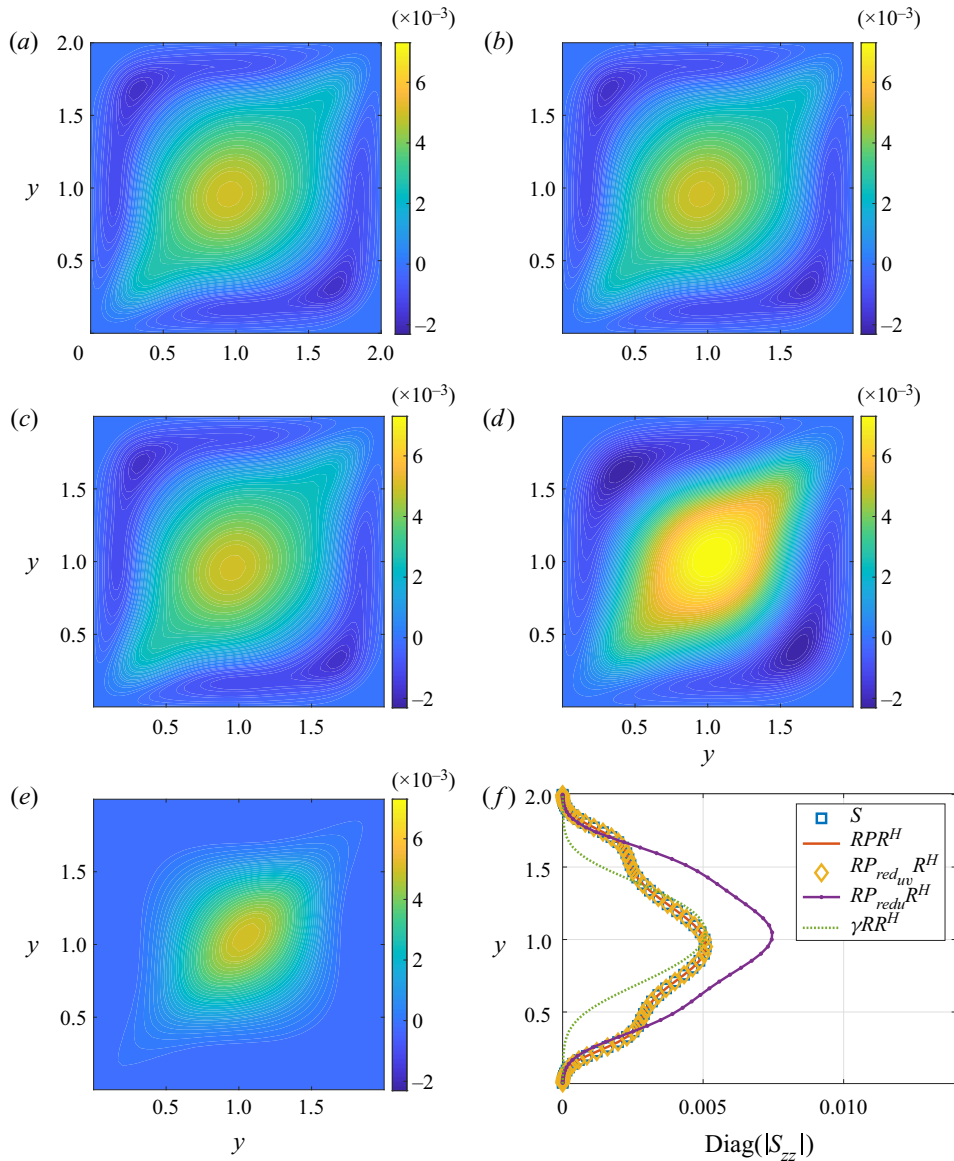 (×10⁻³) (×10⁻³)
(a) 2.0 6 (b) 6
1.5 4 1.5 4
y 1.0 2 1.0 2
0.5 0 0.5 0
–2 –2
0 0.5 1.0 1.5 2.0 0.5 1.0 1.5
(×10⁻³) (×10⁻³)
(c) 6 (d) 6
1.5 4 1.5 4
y 1.0 2 1.0 2
0.5 0 0.5 0
–2 –2
0.5 1.0 1.5 0.5 1.0 1.5
y
(×10⁻³)
(e) 6 (f) 2.0
1.5 4 1.5
y 1.0 2 y 1.0
0.5 0 0.5
–2
0.5 1.0 1.5 0 0.005 0.010
y Diag(|S_zz|)
S
RPR^H
RP_red_uv R^H
RP_redu R^H
γRR^H